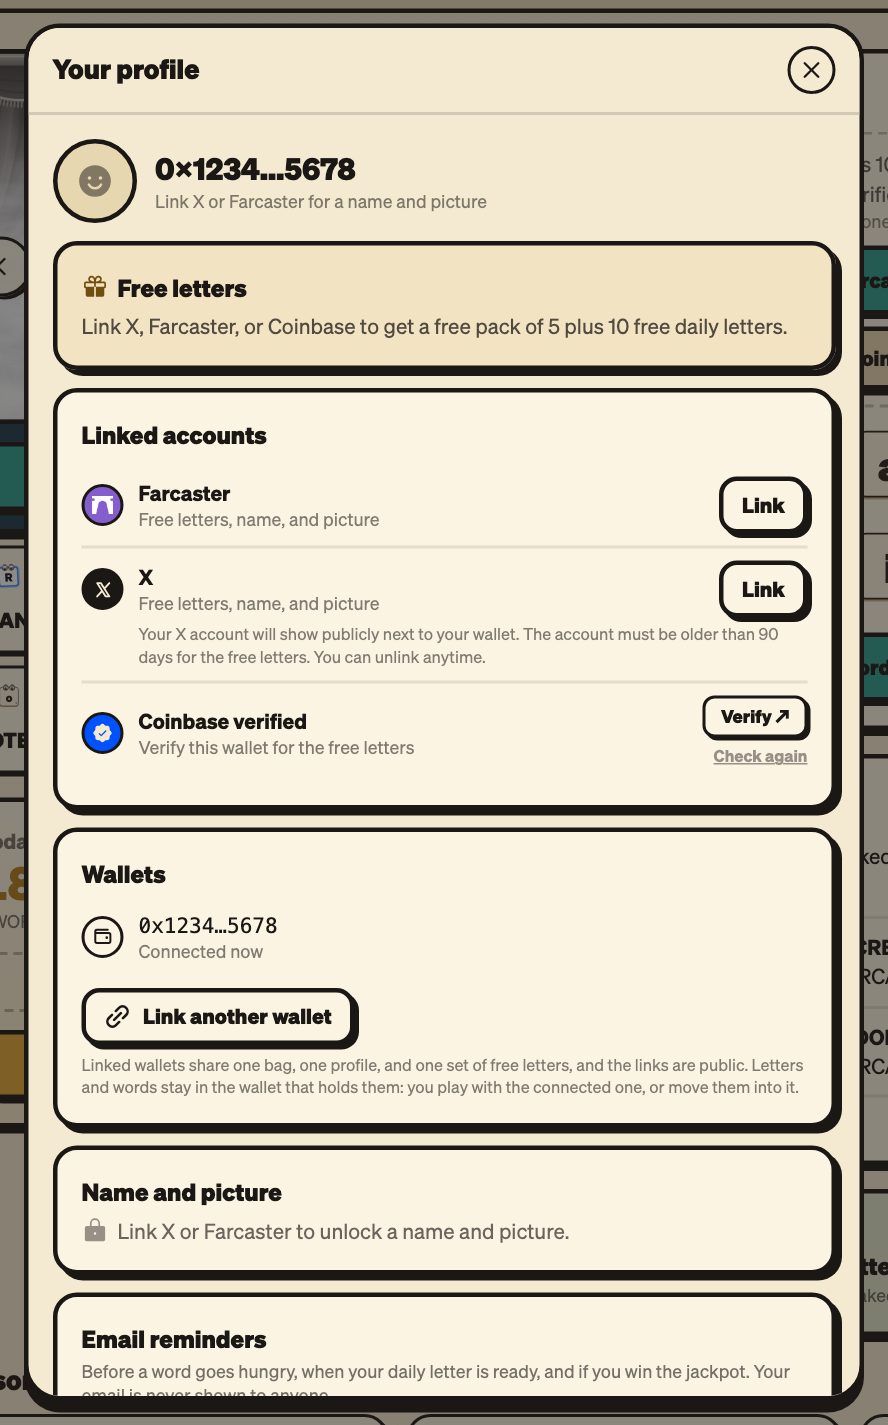 Your profile
0×1234...5678
Link X or Farcaster for a name and picture
Free letters
Link X, Farcaster, or Coinbase to get a free pack of 5 plus 10 free daily letters.
Linked accounts
Farcaster
Free letters, name, and picture
Link
X
Free letters, name, and picture
Link
Your X account will show publicly next to your wallet. The account must be older than 90
days for the free letters. You can unlink anytime.
Coinbase verified
Verify this wallet for the free letters
Verify ↗
Check again
Wallets
0x1234…5678
Connected now
Link another wallet
Linked wallets share one bag, one profile, and one set of free letters, and the links are public. Letters
and words stay in the wallet that holds them: you play with the connected one, or move them into it.
Name and picture
Link X or Farcaster to unlock a name and picture.
Email reminders
Before a word goes hungry, when your daily letter is ready, and if you win the jackpot. Your
email is never shown to anyone.